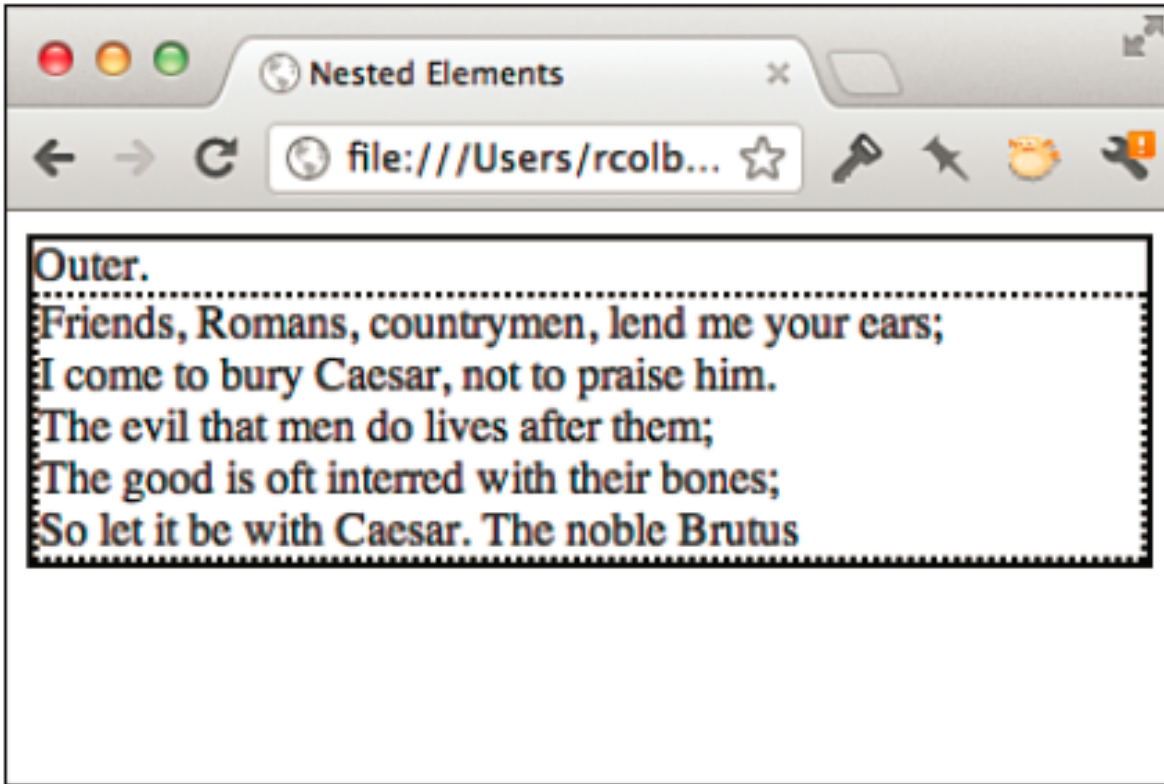 Nested Elements
file:///Users/rcolb...
Outer.
Friends, Romans, countrymen, lend me your ears;
I come to bury Caesar, not to praise him.
The evil that men do lives after them;
The good is oft interred with their bones;
So let it be with Caesar. The noble Brutus